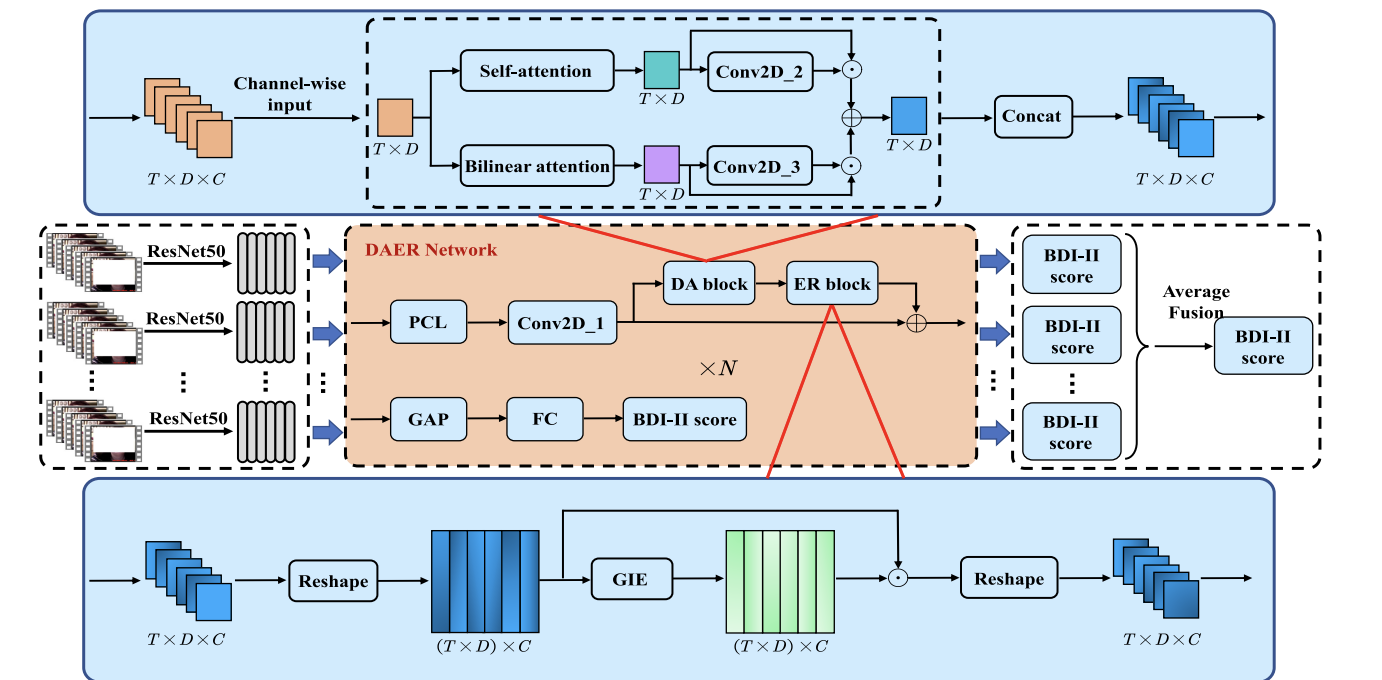 Channel-wise
input
T×D×C
T×D
Self-attention
T×D
Conv2D_2
Bilinear attention
T×D
Conv2D_3
T×D
Concat
T×D×C
ResNet50
ResNet50
ResNet50
DAER Network
PCL
Conv2D_1
DA block
ER block
×N
GAP
FC
BDI-II score
BDI-II
score
BDI-II
score
BDI-II
score
Average
Fusion
BDI-II
score
T×D×C
Reshape
(T×D)×C
GIE
(T×D)×C
Reshape
T×D×C